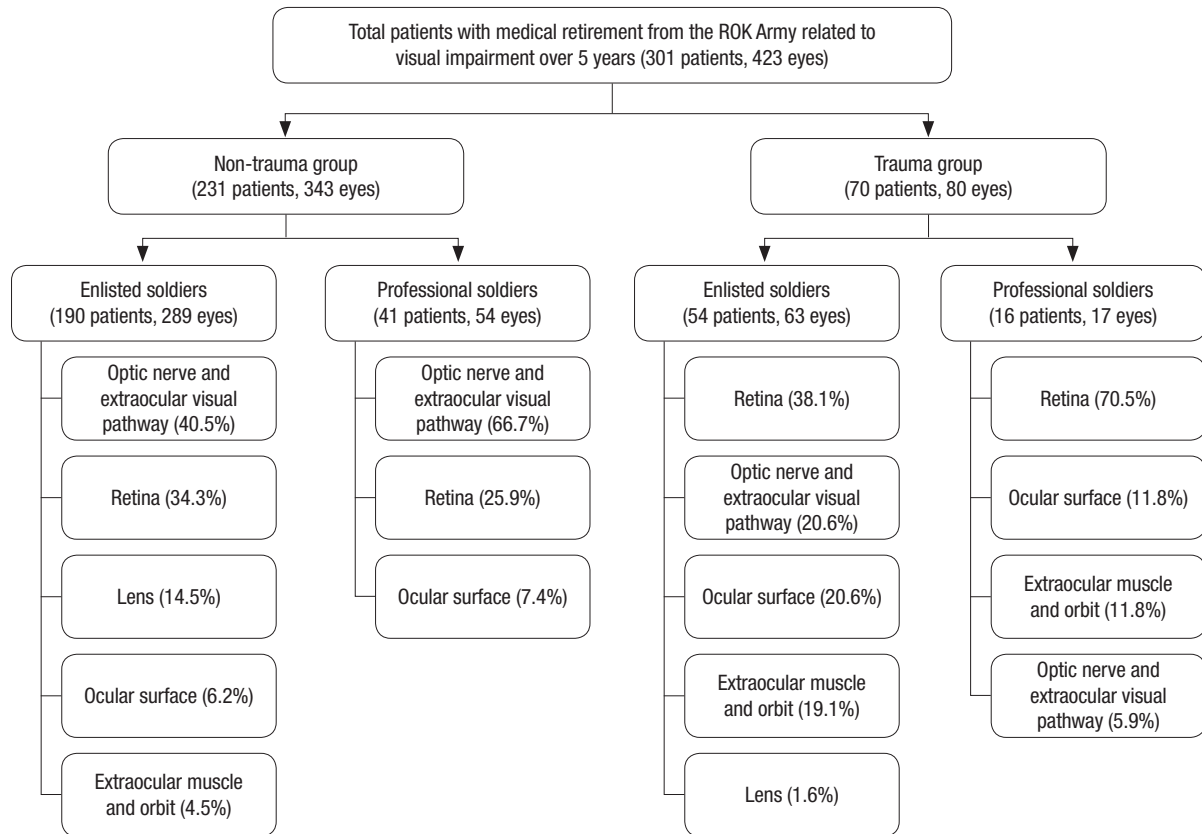 Total patients with medical retirement from the ROK Army related to
visual impairment over 5 years (301 patients, 423 eyes)
Non-trauma group
(231 patients, 343 eyes)
Trauma group
(70 patients, 80 eyes)
Enlisted soldiers
(190 patients, 289 eyes)
Optic nerve and
extraocular visual
pathway (40.5%)
Retina (34.3%)
Lens (14.5%)
Ocular surface (6.2%)
Extraocular muscle
and orbit (4.5%)
Professional soldiers
(41 patients, 54 eyes)
Optic nerve and
extraocular visual
pathway (66.7%)
Retina (25.9%)
Ocular surface (7.4%)
Enlisted soldiers
(54 patients, 63 eyes)
Retina (38.1%)
Optic nerve and
extraocular visual
pathway (20.6%)
Ocular surface (20.6%)
Extraocular muscle
and orbit (19.1%)
Lens (1.6%)
Professional soldiers
(16 patients, 17 eyes)
Retina (70.5%)
Ocular surface (11.8%)
Extraocular muscle
and orbit (11.8%)
Optic nerve and
extraocular visual
pathway (5.9%)